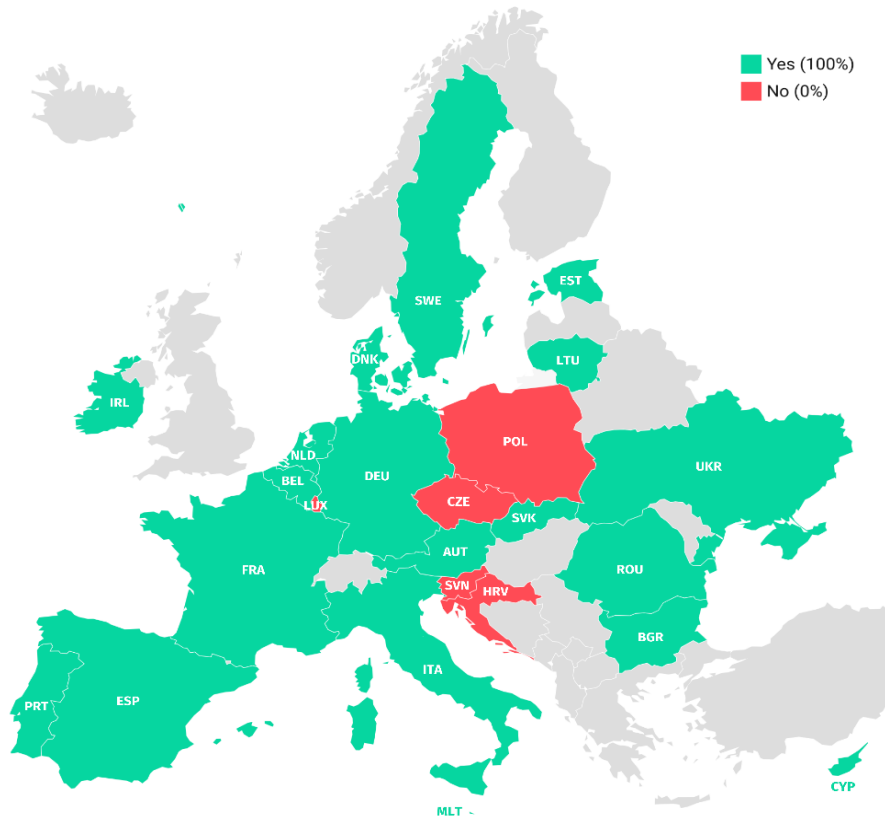 Yes (100%)
No (0%)
EST
SWE
DNK
LTU
IRL
POL
NLD
UKR
DEU
BEL
CZE
LUX
SVK
AUT
FRA
ROU
SVN
HRV
BGR
ITA
ESP
PRT
CYP
MLT